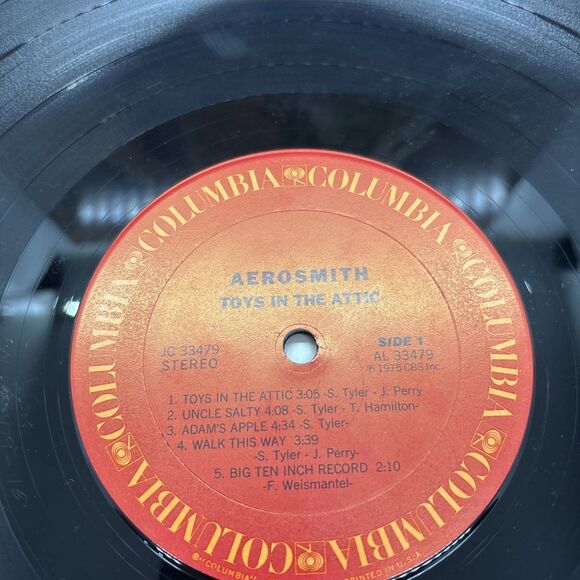 COLUMBIA COLUMBIA COLUMBIA COLUMBIA COLUMBIA COLUMBIA
AEROSMITH
TOYS IN THE ATTIC
JC 33479
STEREO
SIDE 1
AL 33479
℗ 1975 CBS Inc.
1. TOYS IN THE ATTIC 3:05 -S. Tyler - J. Perry
2. UNCLE SALTY 4:08 -S. Tyler - T. Hamilton-
3. ADAM'S APPLE 4:34 -S. Tyler-
4. WALK THIS WAY 3:39
-S. Tyler - J. Perry-
5. BIG TEN INCH RECORD 2:10
-F. Weismantel-
®"COLUMBIA,"
PRINTED IN U.S.A.